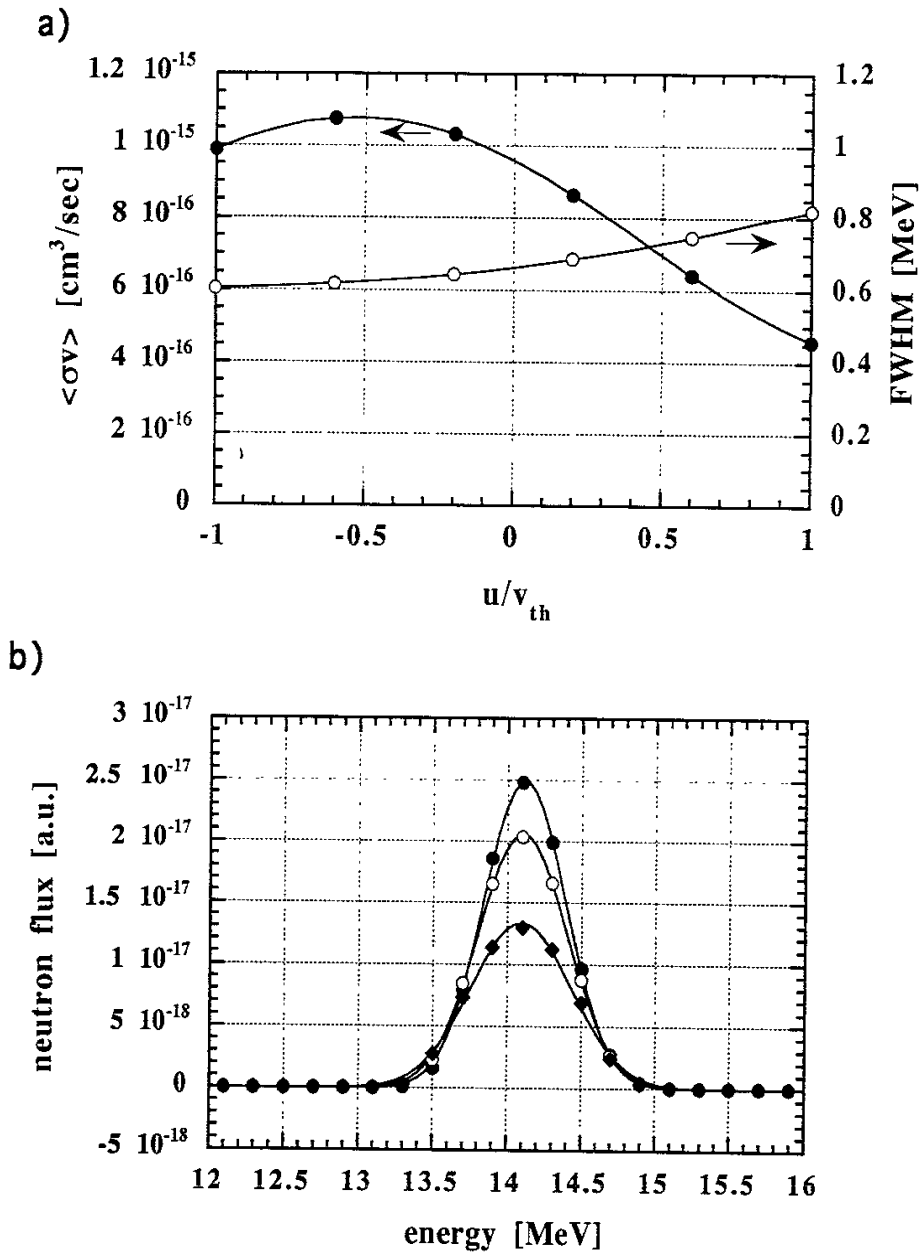 a)
1.2 10-15
1 10-15
8 10-16
6 10-16
4 10-16
2 10-16
0
<σv> [cm3/sec]
1.2
1
0.8
0.6
0.4
0.2
0
FWHM [MeV]
-1 -0.5 0 0.5 1
u/vth
b)
3 10-17
2.5 10-17
2 10-17
1.5 10-17
1 10-17
5 10-18
0
-5 10-18
neutron flux [a.u.]
12 12.5 13 13.5 14 14.5 15 15.5 16
energy [MeV]